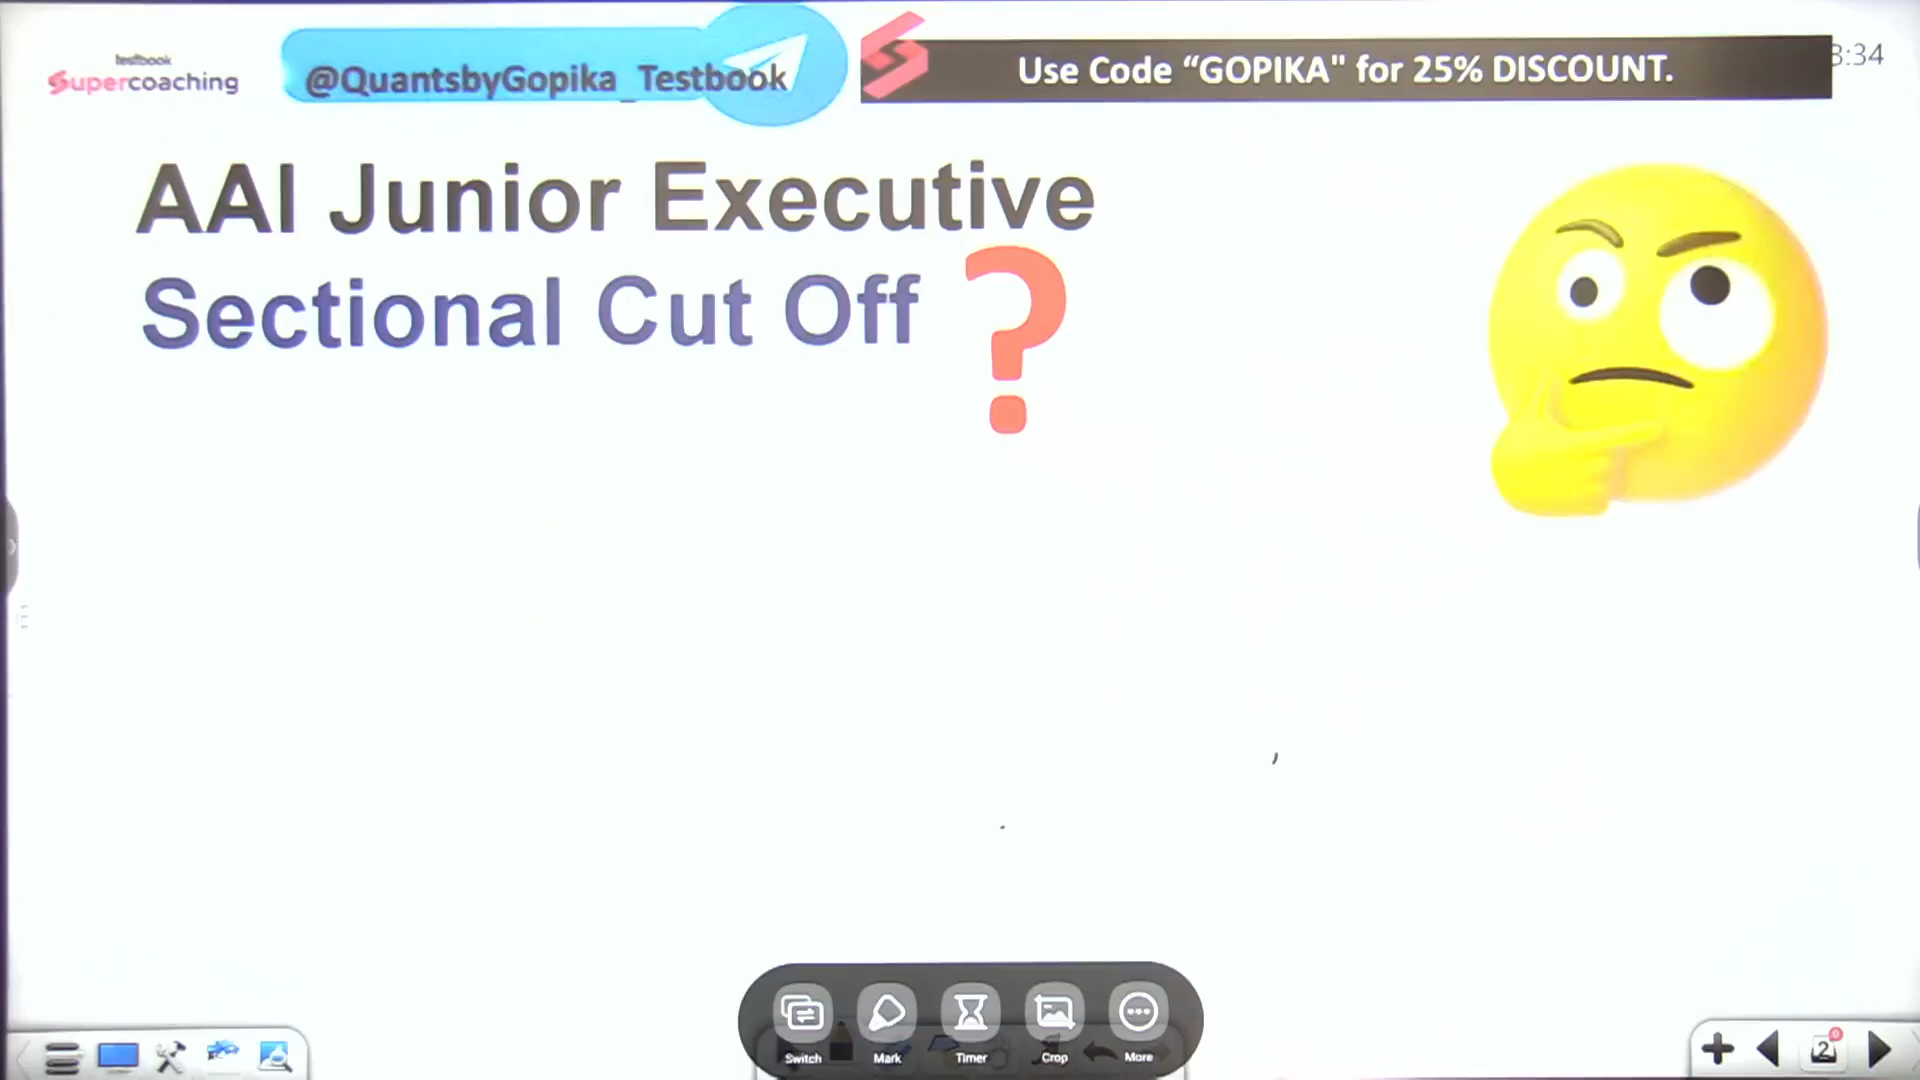 testbook
Supercoaching
@QuantsbyGopika_Testbook
Use Code “GOPIKA" for 25% DISCOUNT.
3:34
AAI Junior Executive
Sectional Cut Off ?
Switch
Mark
Timer
Crop
More
2
0